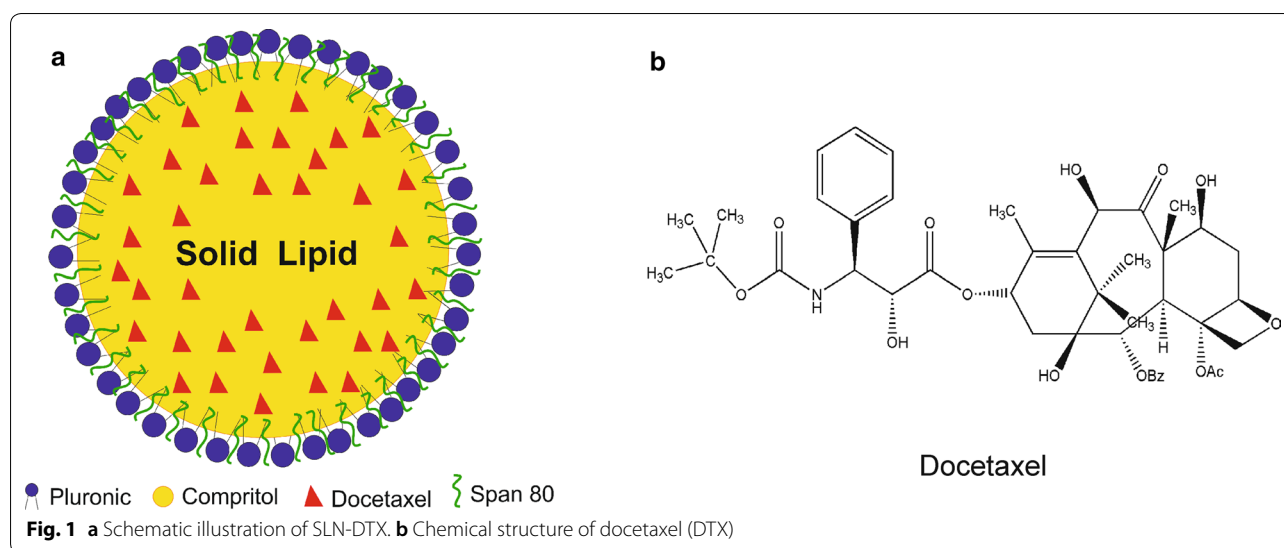 a
Solid Lipid
Pluronic Compritol Docetaxel Span 80
b
H₃C
CH₃
H₃C
C
O
O
N
H
O
OH
O
H₃C
HO
O
CH₃
OH
CH₃
CH₃
HO
H
OBz
OAc
O
Docetaxel
Fig. 1 a Schematic illustration of SLN-DTX. b Chemical structure of docetaxel (DTX)